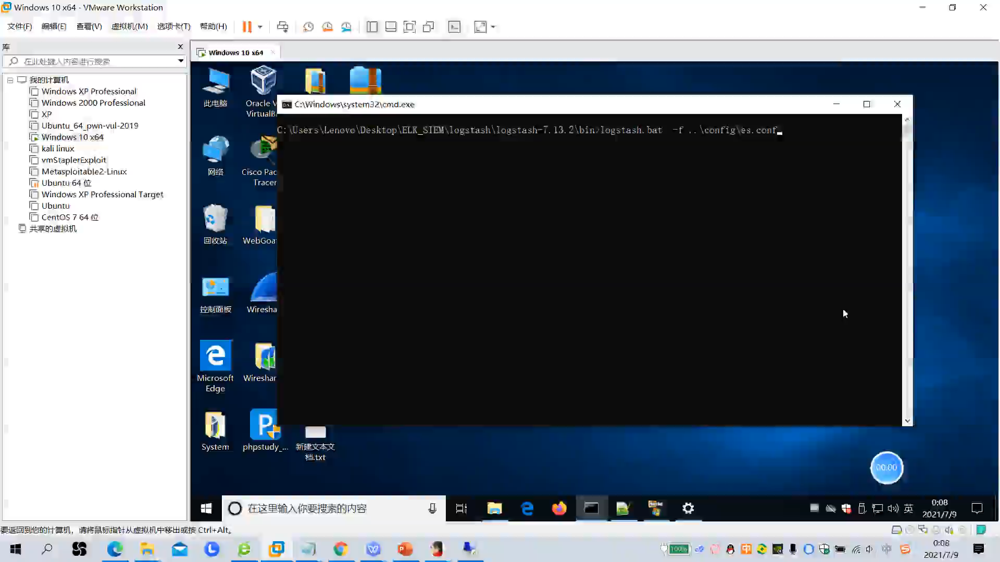 Windows 10 x64 - VMware Workstation
文件(F) 编辑(E) 查看(V) 虚拟机(M) 选项卡(T) 帮助(H)
库
在此处键入内容进行搜索
我的计算机
Windows XP Professional
Windows 2000 Professional
XP
Ubuntu_64_pwn-vul-2019
Windows 10 x64
kali linux
vmStaplerExploit
Metasploitable2-Linux
Ubuntu 64 位
Windows XP Professional Target
Ubuntu
CentOS 7 64 位
共享的虚拟机
Windows 10 x64
此电脑
Oracle V
VirtualB
网络
Cisco Pac
Tracer
回收站
WebGoa
控制面板
Wiresha
Microsoft
Edge
Wireshar
System
phpstudy_...
新建文本文
档.txt
C:\Windows\system32\cmd.exe
C:\Users\Lenovo\Desktop\ELK_SIEM\logstash\logstash-7.13.2\bin>logstash.bat  -f ..\config\es.conf
00:00
在这里输入你要搜索的内容
英
0:08
2021/7/9
要返回到您的计算机，请将鼠标指针从虚拟机中移出或按 Ctrl+Alt。
100%
中
0:08
2021/7/9